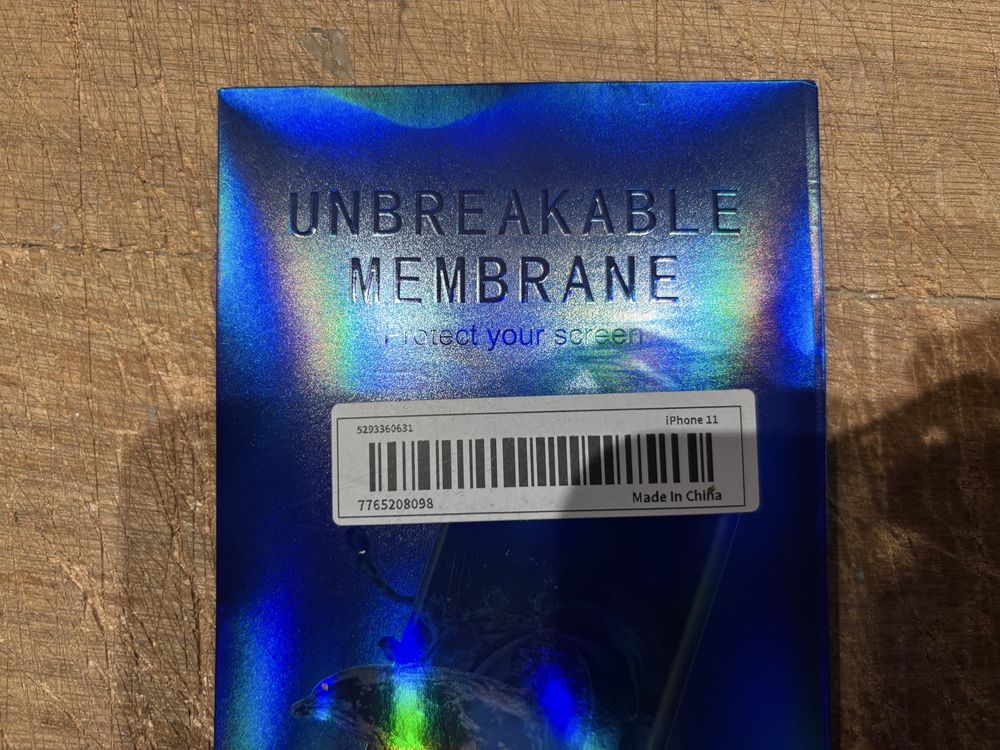 UNBREAKABLE
MEMBRANE
Protect your screen
5293360631 iPhone 11
7765208098 Made In China